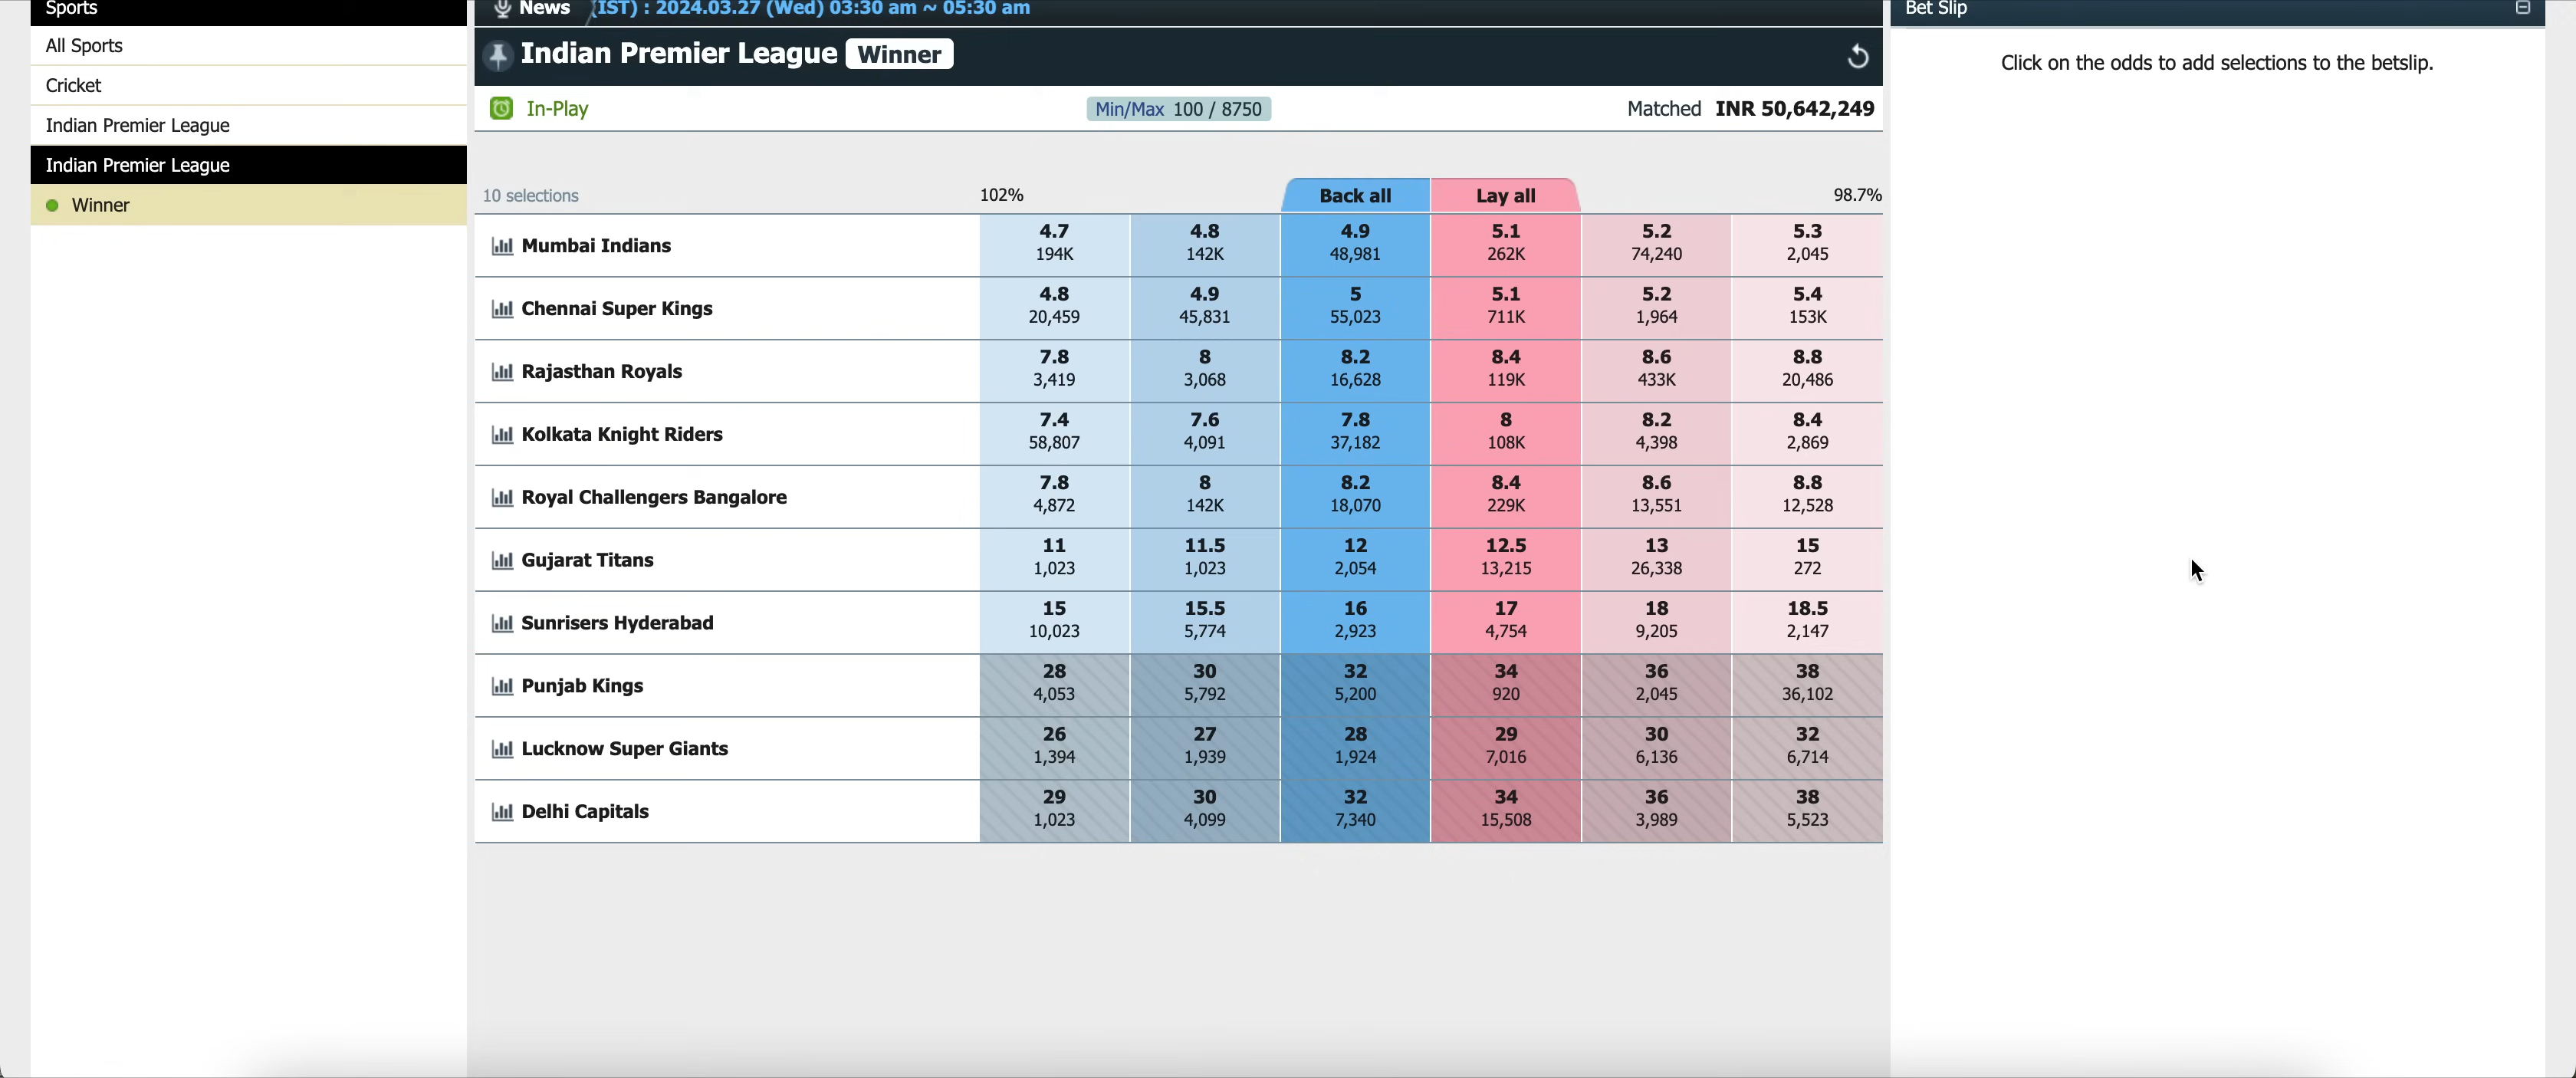 Sports
News (IST) : 2024.03.27 (Wed) 03:30 am ~ 05:30 am
Bet Slip
All Sports
Cricket
Indian Premier League
Indian Premier League
Winner
Indian Premier League Winner
In-Play Min/Max 100 / 8750 Matched INR 50,642,249
Click on the odds to add selections to the betslip.
10 selections 102% Back all Lay all 98.7%
Mumbai Indians 4.7 4.8 4.9 5.1 5.2 5.3
194K 142K 48,981 262K 74,240 2,045
Chennai Super Kings 4.8 4.9 5 5.1 5.2 5.4
20,459 45,831 55,023 711K 1,964 153K
Rajasthan Royals 7.8 8 8.2 8.4 8.6 8.8
3,419 3,068 16,628 119K 433K 20,486
Kolkata Knight Riders 7.4 7.6 7.8 8 8.2 8.4
58,807 4,091 37,182 108K 4,398 2,869
Royal Challengers Bangalore 7.8 8 8.2 8.4 8.6 8.8
4,872 142K 18,070 229K 13,551 12,528
Gujarat Titans 11 11.5 12 12.5 13 15
1,023 1,023 2,054 13,215 26,338 272
Sunrisers Hyderabad 15 15.5 16 17 18 18.5
10,023 5,774 2,923 4,754 9,205 2,147
Punjab Kings 28 30 32 34 36 38
4,053 5,792 5,200 920 2,045 36,102
Lucknow Super Giants 26 27 28 29 30 32
1,394 1,939 1,924 7,016 6,136 6,714
Delhi Capitals 29 30 32 34 36 38
1,023 4,099 7,340 15,508 3,989 5,523